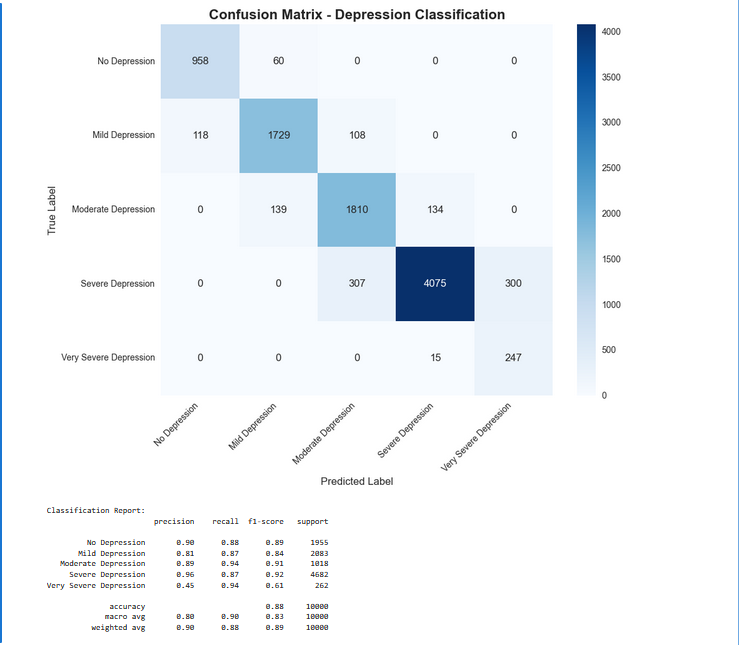 Confusion Matrix - Depression Classification
No Depression 958 60 0 0 0
Mild Depression 118 1729 108 0 0
Moderate Depression 0 139 1810 134 0
Severe Depression 0 0 307 4075 300
Very Severe Depression 0 0 0 15 247
True Label
4000
3500
3000
2500
2000
1500
1000
500
0
No Depression
Mild Depression
Moderate Depression
Severe Depression
Very Severe Depression
Predicted Label
Classification Report:
precision recall f1-score support
No Depression 0.90 0.88 0.89 1955
Mild Depression 0.81 0.87 0.84 2083
Moderate Depression 0.89 0.94 0.91 1018
Severe Depression 0.96 0.87 0.92 4682
Very Severe Depression 0.45 0.94 0.61 262
accuracy 0.88 10000
macro avg 0.80 0.90 0.83 10000
weighted avg 0.90 0.88 0.89 10000